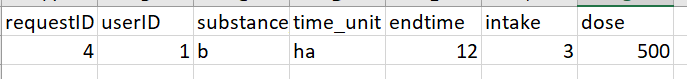 requestID userID substance time_unit endtime intake dose
4 1 b ha 12 3 500